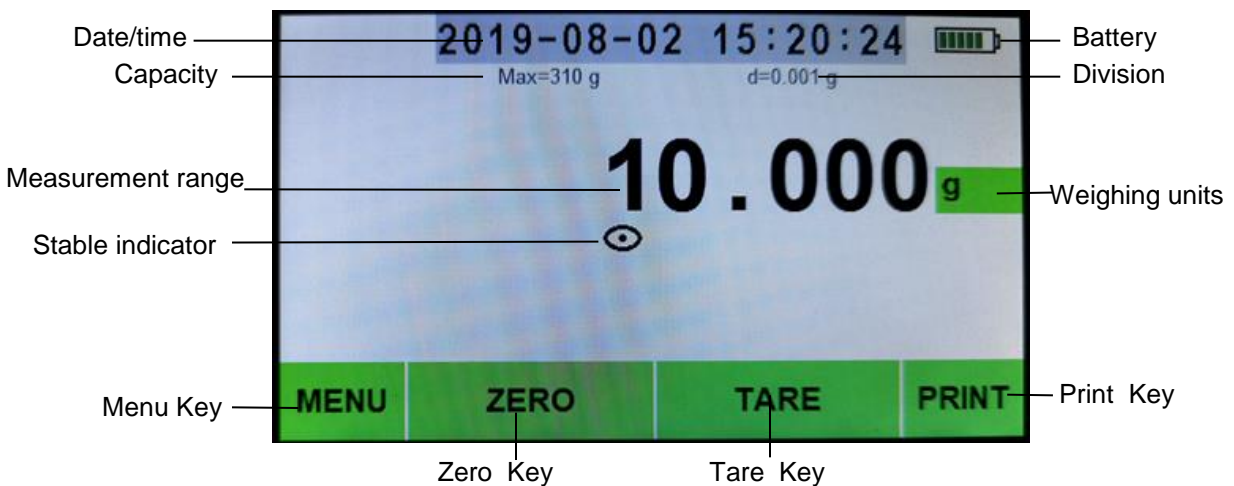 Date/time
2019-08-02 15:20:24
Battery
Capacity
Max=310 g
d=0.001 g
Division
Measurement range
10.000 g
Weighing units
Stable indicator
Menu Key
MENU
ZERO
TARE
PRINT
Print Key
Zero Key
Tare Key